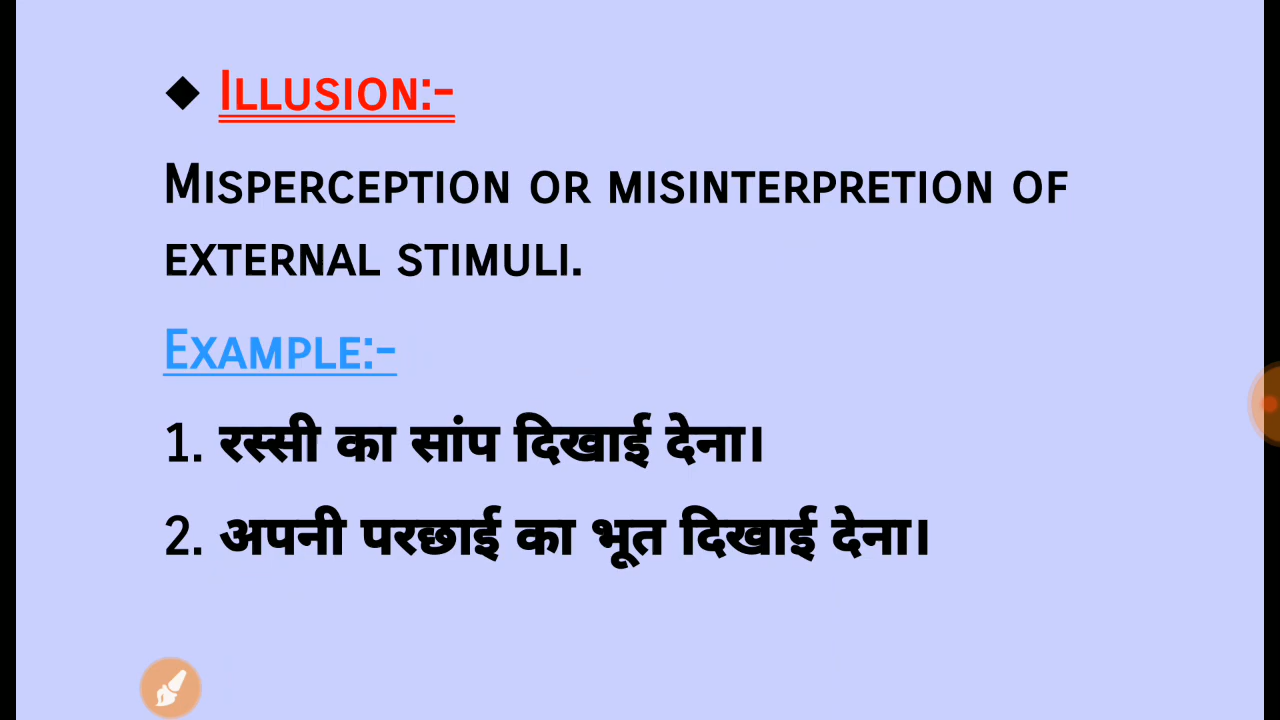 ◆ Illusion:-
Misperception or misinterpretion of
external stimuli.
Example:-
1. रस्सी का सांप दिखाई देना।
2. अपनी परछाई का भूत दिखाई देना।